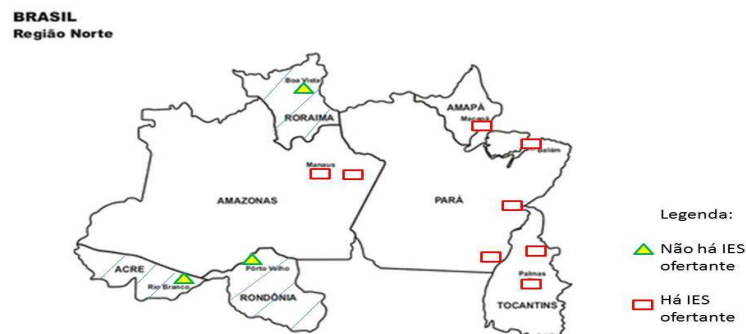 BRASIL
Região Norte
Boa Vista
RORAIMA
AMAPÁ
Macapá
Belém
Manaus
AMAZONAS
PARÁ
Legenda:
Não há IES
ofertante
Há IES
ofertante
ACRE
Rio Branco
Pôrto Velho
RONDÔNIA
Palmas
TOCANTINS